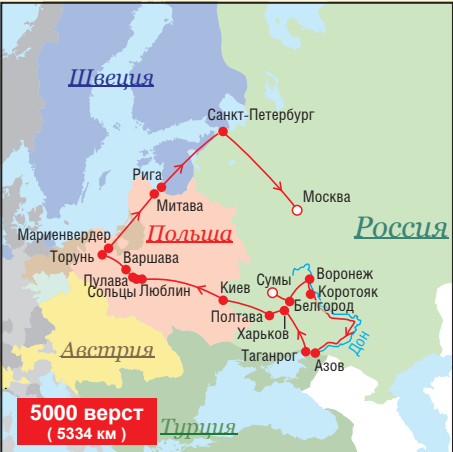 Швеция
Санкт-Петербург
Рига
Митава
Москва
Мариенвердер
Польша
Россия
Торунь
Варшава
Пулава
Сольцы
Люблин
Киев
Сумы
Воронеж
Коротояк
Белгород
Полтава
Харьков
Дон
Таганрог
Азов
Австрия
5000 верст
( 5334 км )
Турция